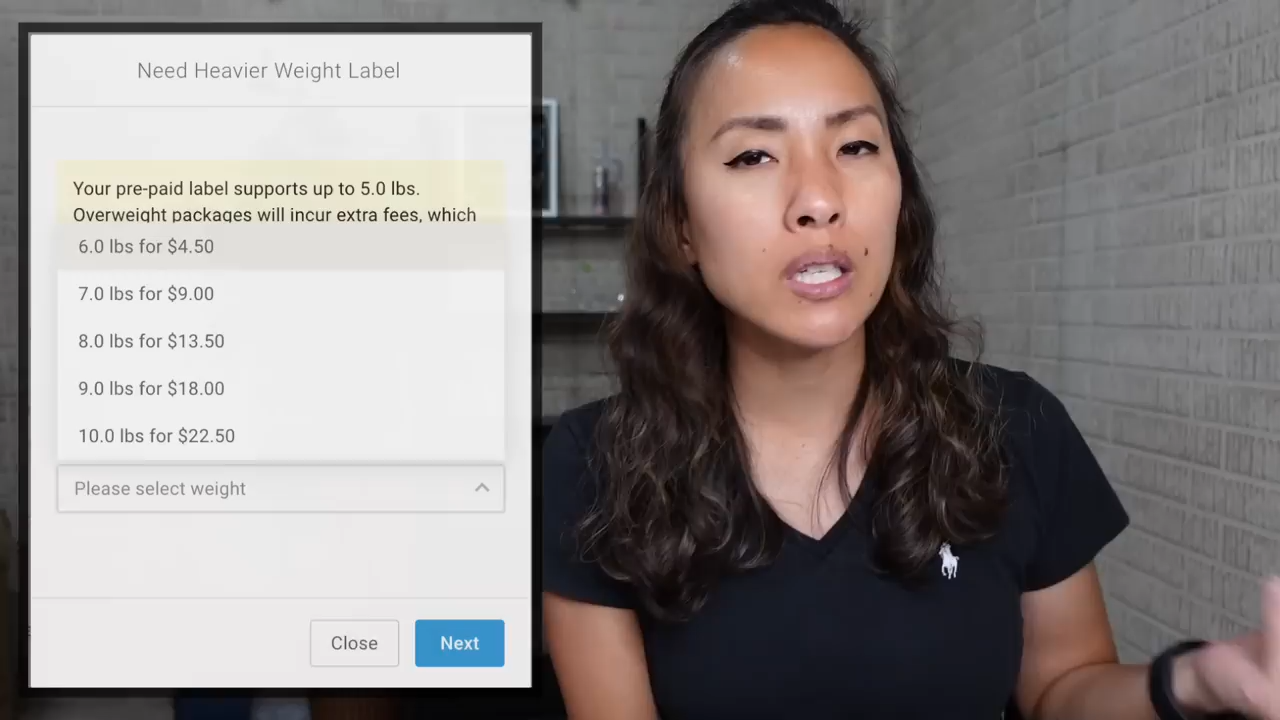 Need Heavier Weight Label
Your pre-paid label supports up to 5.0 lbs.
Overweight packages will incur extra fees, which
6.0 lbs for $4.50
7.0 lbs for $9.00
8.0 lbs for $13.50
9.0 lbs for $18.00
10.0 lbs for $22.50
Please select weight
Close
Next